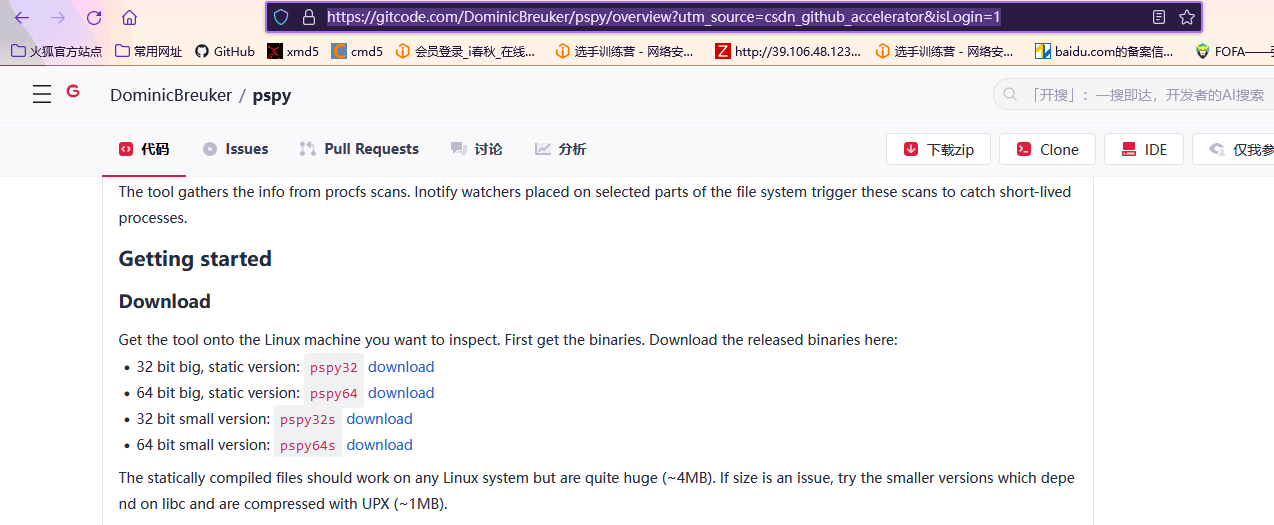 https://gitcode.com/DominicBreuker/pspy/overview?utm_source=csdn_github_accelerator&isLogin=1
火狐官方站点 常用网址 GitHub xmd5 cmd5 会员登录_i春秋_在线... 选手训练营 - 网络安... http://39.106.48.123... 选手训练营 - 网络安... baidu.com的备案信... FOFA——
DominicBreuker / pspy 「开搜」：一搜即达，开发者的AI搜索
代码 Issues Pull Requests 讨论 分析 下载zip Clone IDE 仅我参
The tool gathers the info from procfs scans. Inotify watchers placed on selected parts of the file system trigger these scans to catch short-lived
processes.
Getting started
Download
Get the tool onto the Linux machine you want to inspect. First get the binaries. Download the released binaries here:
• 32 bit big, static version: pspy32 download
• 64 bit big, static version: pspy64 download
• 32 bit small version: pspy32s download
• 64 bit small version: pspy64s download
The statically compiled files should work on any Linux system but are quite huge (~4MB). If size is an issue, try the smaller versions which depe
nd on libc and are compressed with UPX (~1MB).